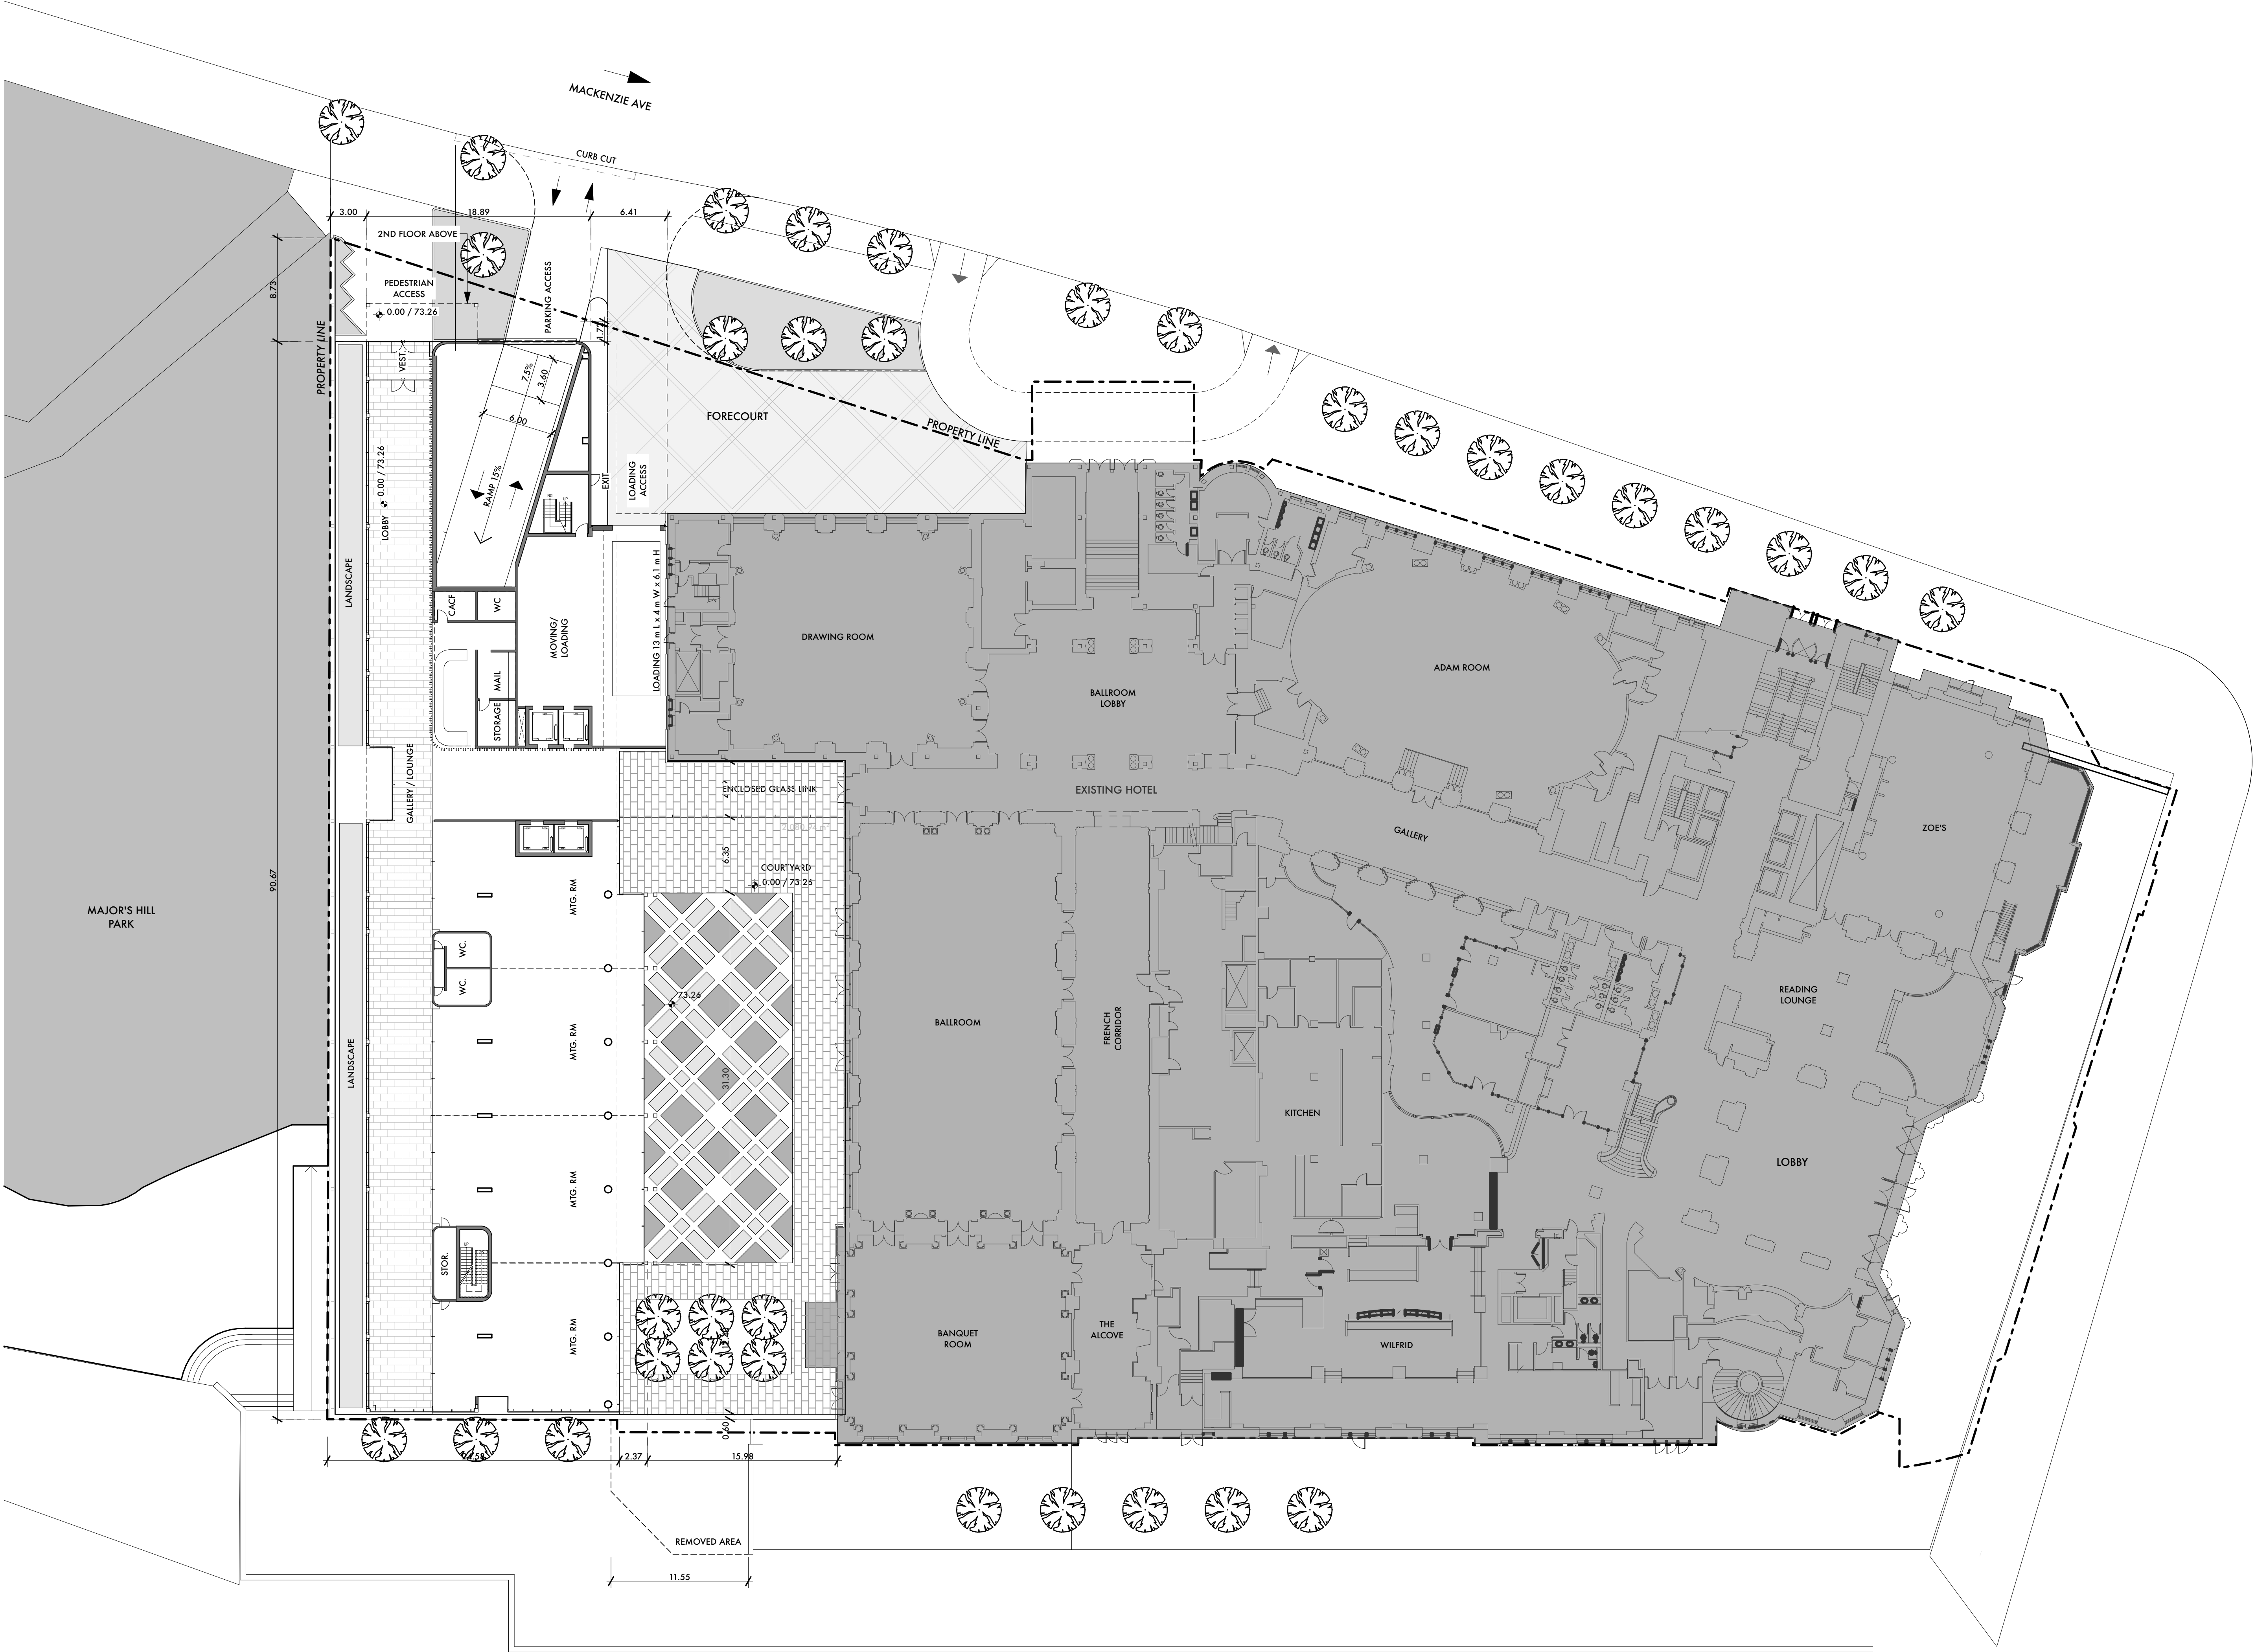 MACKENZIE AVE
CURB CUT
3.00
18.89
6.41
2ND FLOOR ABOVE
8.73
PEDESTRIAN
ACCESS
0.00 / 73.26
PARKING ACCESS
1.77
PROPERTY LINE
VEST.
7.5%
3.60
6.00
FORECOURT
PROPERTY LINE
LOBBY
0.00 / 73.26
RAMP 15%
EXIT
LOADING
ACCESS
UP
LANDSCAPE
CACF
WC
MOVING/
LOADING
LOADING 13 m L x 4 m W x 6.1 m H
DRAWING ROOM
BALLROOM
LOBBY
ADAM ROOM
MAIL
STORAGE
GALLERY / LOUNGE
ENCLOSED GLASS LINK
EXISTING HOTEL
GALLERY
ZOE'S
6.35
COURTYARD
0.00 / 73.26
90.67
MAJOR'S HILL
PARK
MTG. RM
WC.
WC.
73.26
READING
LOUNGE
BALLROOM
FRENCH
CORRIDOR
LANDSCAPE
MTG. RM
31.30
KITCHEN
LOBBY
MTG. RM
STOR.
UP
MTG. RM
BANQUET
ROOM
THE
ALCOVE
WILFRID
0.60
2.37
15.98
REMOVED AREA
11.55